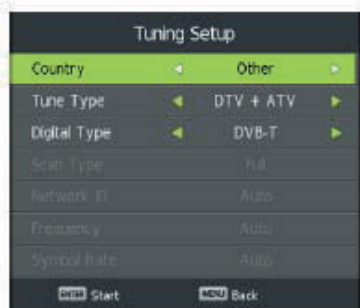 Tuning Setup
Country Other
Tune Type DTV + ATV
Digital Type DVB-T
Scan Type Full
Network ID Auto
Frequency Auto
Symbol Rate Auto
ENTER Start MENU Back